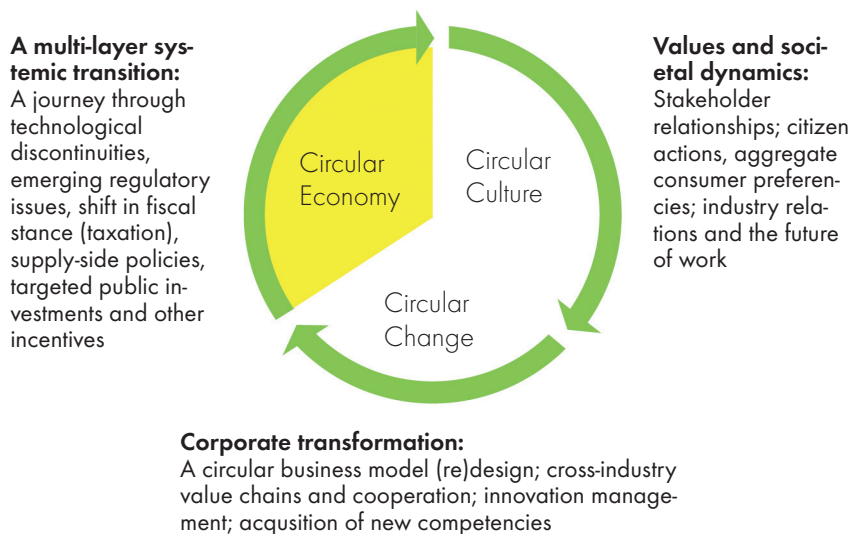 A multi-layer sys-
temic transition:
A journey through
technological
discontinuities,
emerging regulatory
issues, shift in fiscal
stance (taxation),
supply-side policies,
targeted public in-
vestments and other
incentives
Circular
Economy
Circular
Culture
Circular
Change
Values and soci-
etal dynamics:
Stakeholder
relationships; citizen
actions, aggregate
consumer preferen-
cies; industry rela-
tions and the future
of work
Corporate transformation:
A circular business model (re)design; cross-industry
value chains and cooperation; innovation manage-
ment; acqusition of new competencies